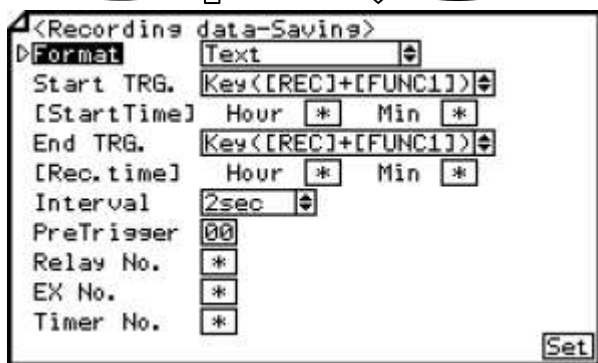 <Recording data-Saving>
Format Text
Start TRG. Key([REC]+[FUNC1])
[StartTime] Hour * Min *
End TRG. Key([REC]+[FUNC1])
[Rec.time] Hour * Min *
Interval 2sec
PreTrigger 00
Relay No. *
EX No. *
Timer No. *
Set